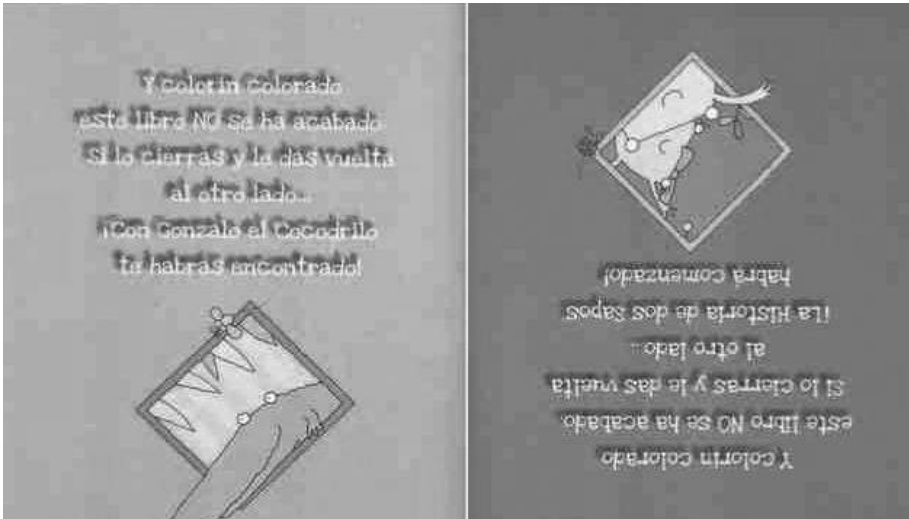 Y colorín Colorado
este libro NO se ha acabado.
Si lo cierras y le das vuelta
al otro lado...
¡Con Gonzalo el Cocodrilo
te habrás encontrado!
Y colorín colorado
este libro NO se ha acabado.
Si lo cierras y le das vuelta
al otro lado...
¡La Historia de dos Sapos
habrá comenzado!